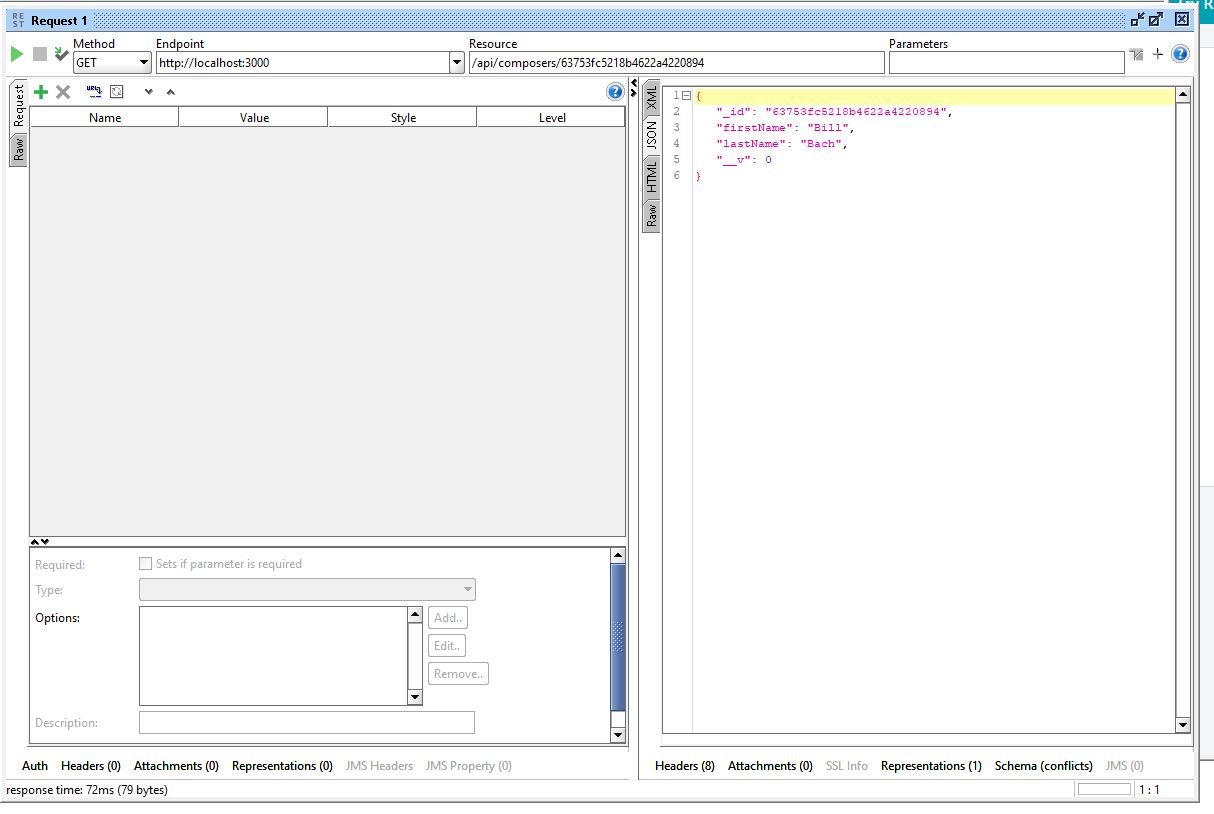 Try R
REST Request 1
Method Endpoint Resource Parameters
GET http://localhost:3000 /api/composers/63753fc5218b4622a4220894
Request
Raw
Name Value Style Level
XML
JSON
HTML
Raw
1 {
2 "_id": "63753fc5218b4622a4220894",
3 "firstName": "Bill",
4 "lastName": "Bach",
5 "__v": 0
6 }
Required: Sets if parameter is required
Type:
Options:
Add..
Edit..
Remove..
Description:
Auth Headers (0) Attachments (0) Representations (0) JMS Headers JMS Property (0)
Headers (8) Attachments (0) SSL Info Representations (1) Schema (conflicts) JMS (0)
response time: 72ms (79 bytes)
1 : 1